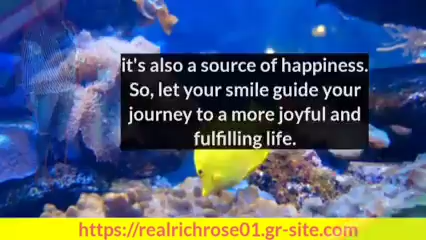 it's also a source of happiness.
So, let your smile guide your
journey to a more joyful and
fulfilling life.
https://realrichrose01.gr-site.com